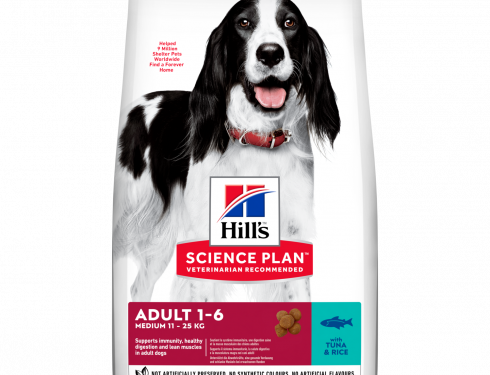 Helped
9 Million
Shelter Pets
Worldwide
Find a Forever
Home
Hill's
SCIENCE PLAN™
VETERINARIAN RECOMMENDED
ADULT 1-6
MEDIUM 11 - 25 KG
Supports immunity, healthy
digestion and lean muscles
in adult dogs
with
TUNA
& RICE
NOT ARTIFICIALLY PRESERVED, NO SYNTHETIC COLOURS, NO ARTIFICIAL FLAVOURS